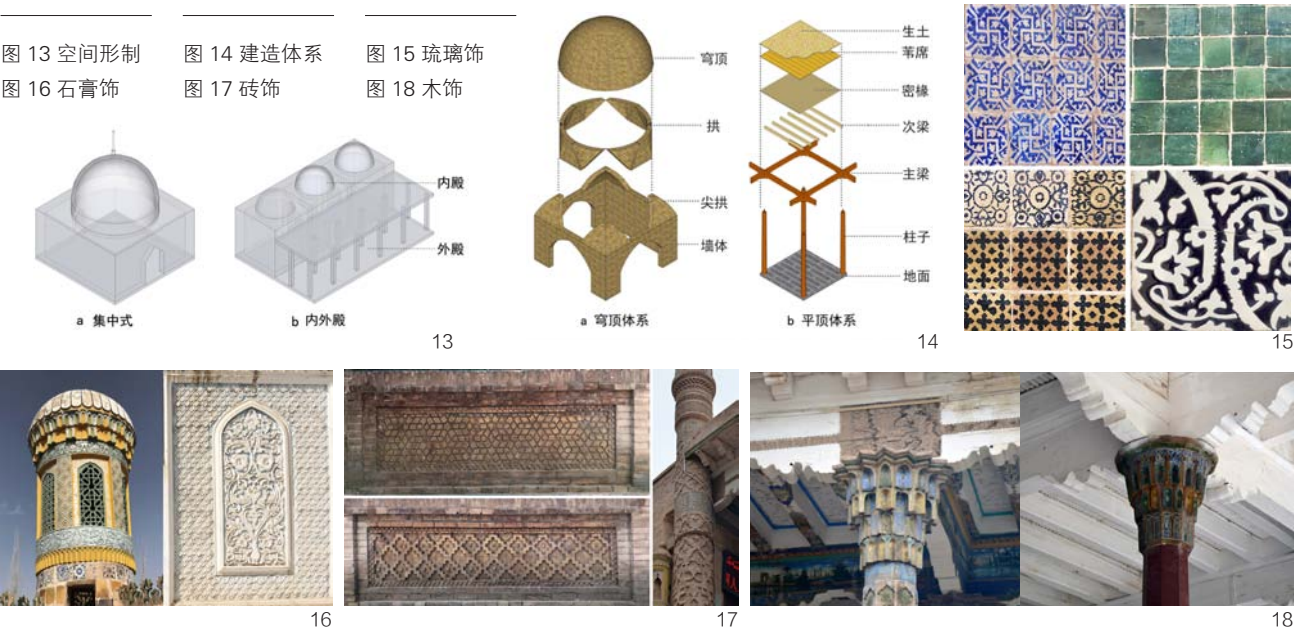 图 13 空间形制
图 14 建造体系
图 15 琉璃饰
图 16 石膏饰
图 17 砖饰
图 18 木饰
内殿
外殿
a 集中式
b 内外殿
13
穹顶
拱
尖拱
墙体
a 穹顶体系
生土
苇席
密椽
次梁
主梁
柱子
地面
b 平顶体系
14
15
16
17
18